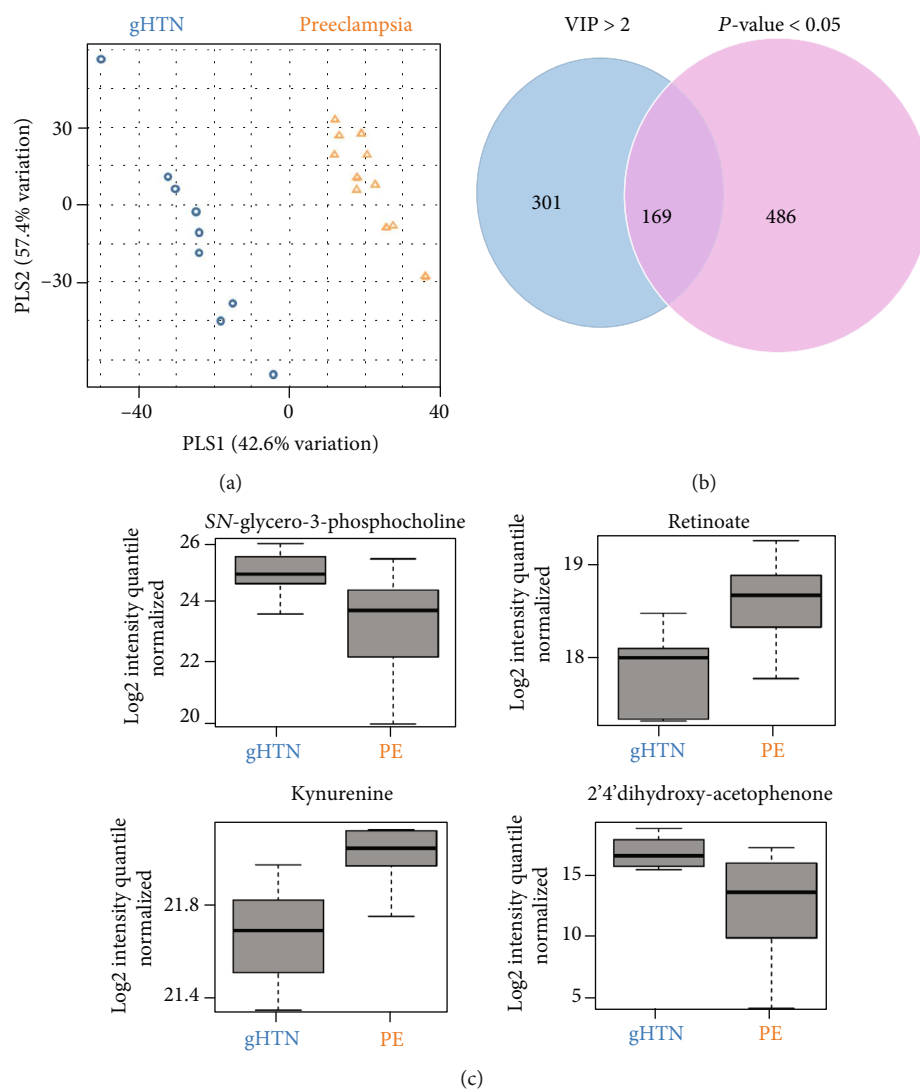 gHTN Preeclampsia
PLS2 (57.4% variation)
30
0
−30
−40 0 40
PLS1 (42.6% variation)
(a)
VIP > 2 P-value < 0.05
301 169 486
(b)
SN-glycero-3-phosphocholine
Log2 intensity quantile
normalized
26
24
22
20
gHTN PE
Retinoate
Log2 intensity quantile
normalized
19
18
gHTN PE
Kynurenine
Log2 intensity quantile
normalized
21.8
21.4
gHTN PE
2'4'dihydroxy-acetophenone
Log2 intensity quantile
normalized
15
10
5
gHTN PE
(c)